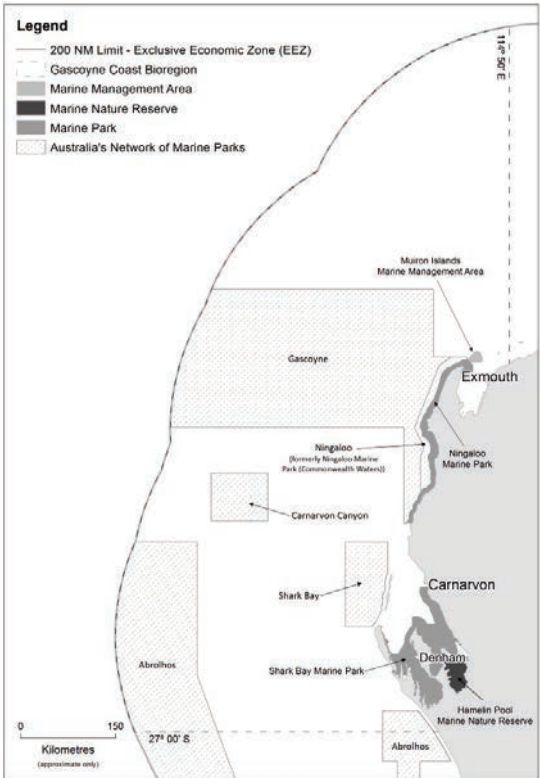 Legend
200 NM Limit - Exclusive Economic Zone (EEZ)
Gascoyne Coast Bioregion
Marine Management Area
Marine Nature Reserve
Marine Park
Australia's Network of Marine Parks
114° 50' E
Muiron Islands
Marine Management Area
Gascoyne
Exmouth
Ningaloo
(formerly Ningaloo Marine
Park (Commonwealth Waters))
Ningaloo
Marine Park
Carnarvon Canyon
Carnarvon
Shark Bay
Denham
Abrolhos
Shark Bay Marine Park
Hamelin Pool
Marine Nature Reserve
0 150
Kilometres
(approximate only)
27° 00' S
Abrolhos